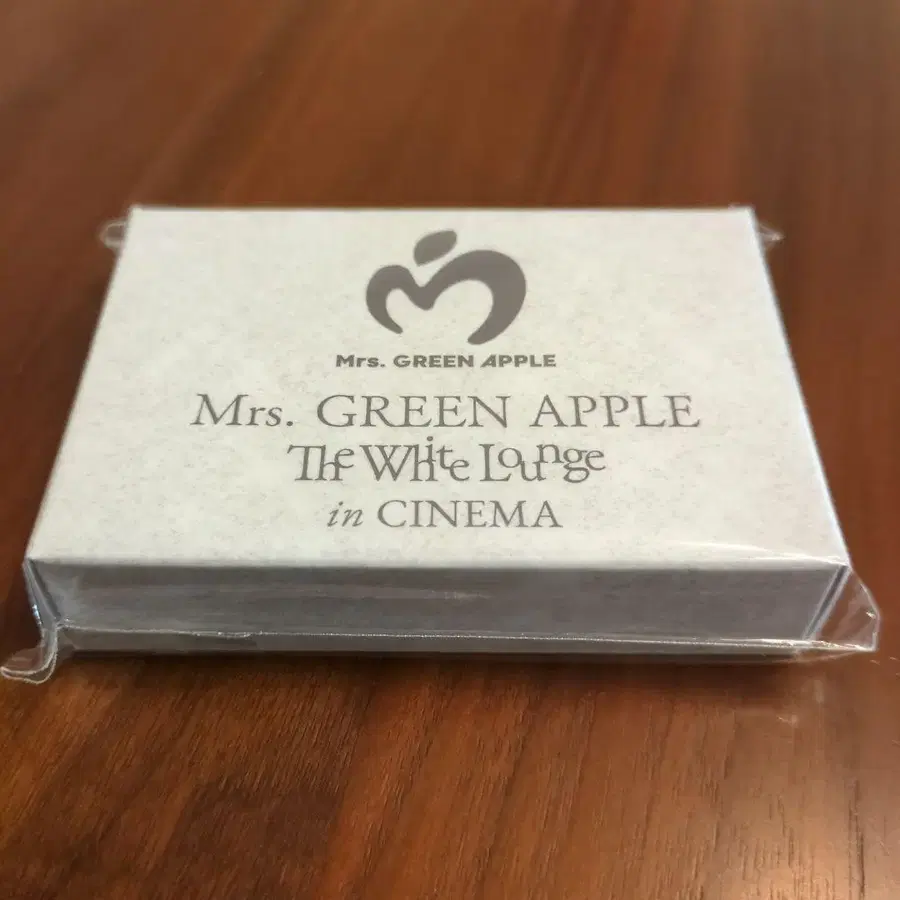 Mrs. GREEN APPLE
Mrs. GREEN APPLE
The White Lounge
in CINEMA